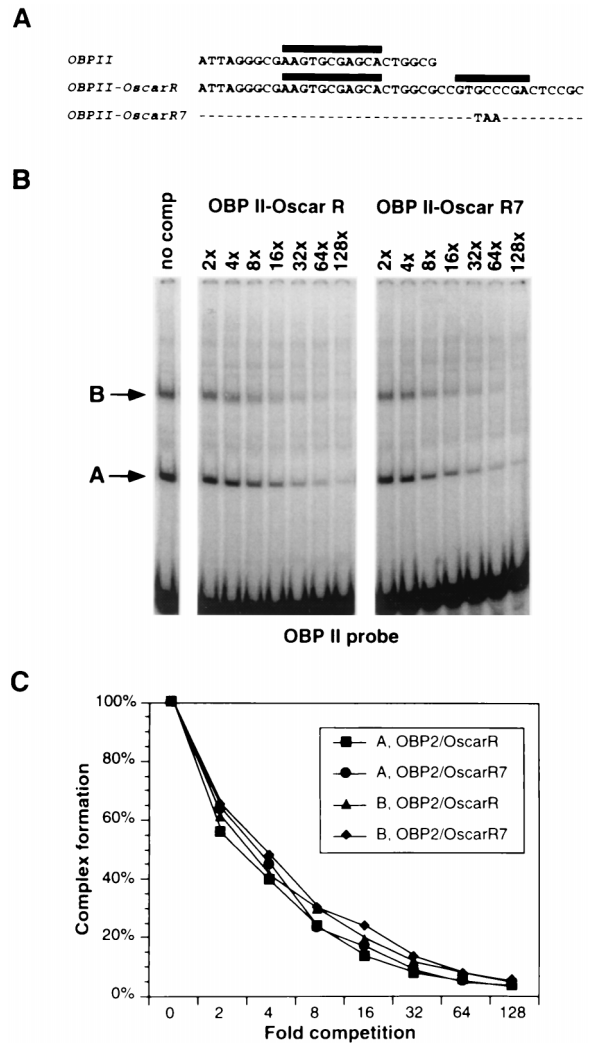 A
OBPII ATTAGGGCGAAGTGCGAGCACTGGCG
OBPII-OscarR ATTAGGGCGAAGTGCGAGCACTGGCGCCGTGCCCGACTCCGC
OBPII-OscarR7 ----------------------------------TAA---------
B
no comp
OBP II-Oscar R OBP II-Oscar R7
2x 4x 8x 16x 32x 64x 128x 2x 4x 8x 16x 32x 64x 128x
B
A
OBP II probe
C
100%
80%
60%
40%
20%
0%
Complex formation
A, OBP2/OscarR
A, OBP2/OscarR7
B, OBP2/OscarR
B, OBP2/OscarR7
0 2 4 8 16 32 64 128
Fold competition